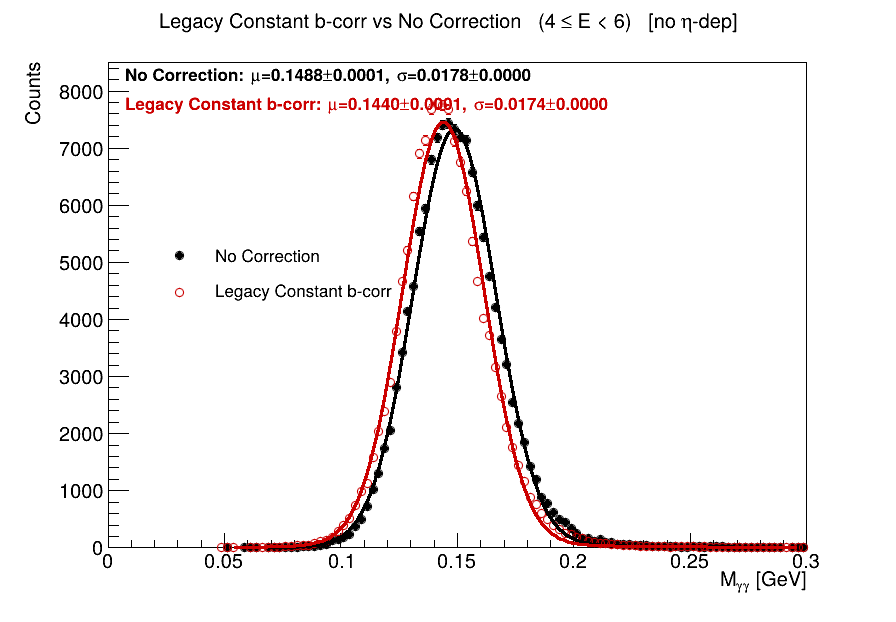 Legacy Constant b-corr vs No Correction (4 ≤ E < 6) [no η-dep]
No Correction: μ=0.1488±0.0001, σ=0.0178±0.0000
Legacy Constant b-corr: μ=0.1440±0.0001, σ=0.0174±0.0000
Counts
8000
7000
6000
5000
4000
3000
2000
1000
0
No Correction
Legacy Constant b-corr
0 0.05 0.1 0.15 0.2 0.25 0.3
Mγγ [GeV]